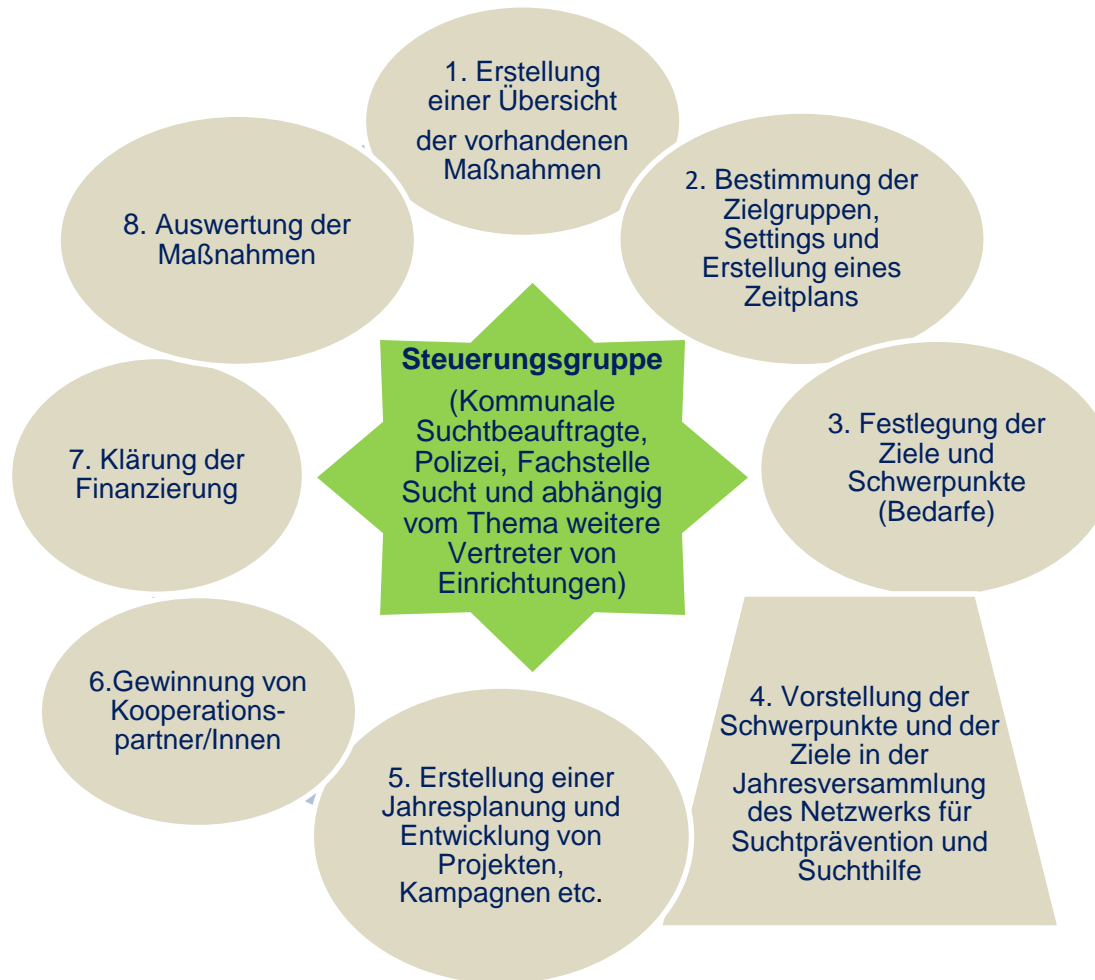 1. Erstellung
einer Übersicht
der vorhandenen
Maßnahmen
2. Bestimmung der
Zielgruppen,
Settings und
Erstellung eines
Zeitplans
3. Festlegung der
Ziele und
Schwerpunkte
(Bedarfe)
4. Vorstellung der
Schwerpunkte und der
Ziele in der
Jahresversammlung
des Netzwerks für
Suchtprävention und
Suchthilfe
5. Erstellung einer
Jahresplanung und
Entwicklung von
Projekten,
Kampagnen etc.
6.Gewinnung von
Kooperations-
partner/Innen
7. Klärung der
Finanzierung
8. Auswertung der
Maßnahmen
Steuerungsgruppe
(Kommunale
Suchtbeauftragte,
Polizei, Fachstelle
Sucht und abhängig
vom Thema weitere
Vertreter von
Einrichtungen)